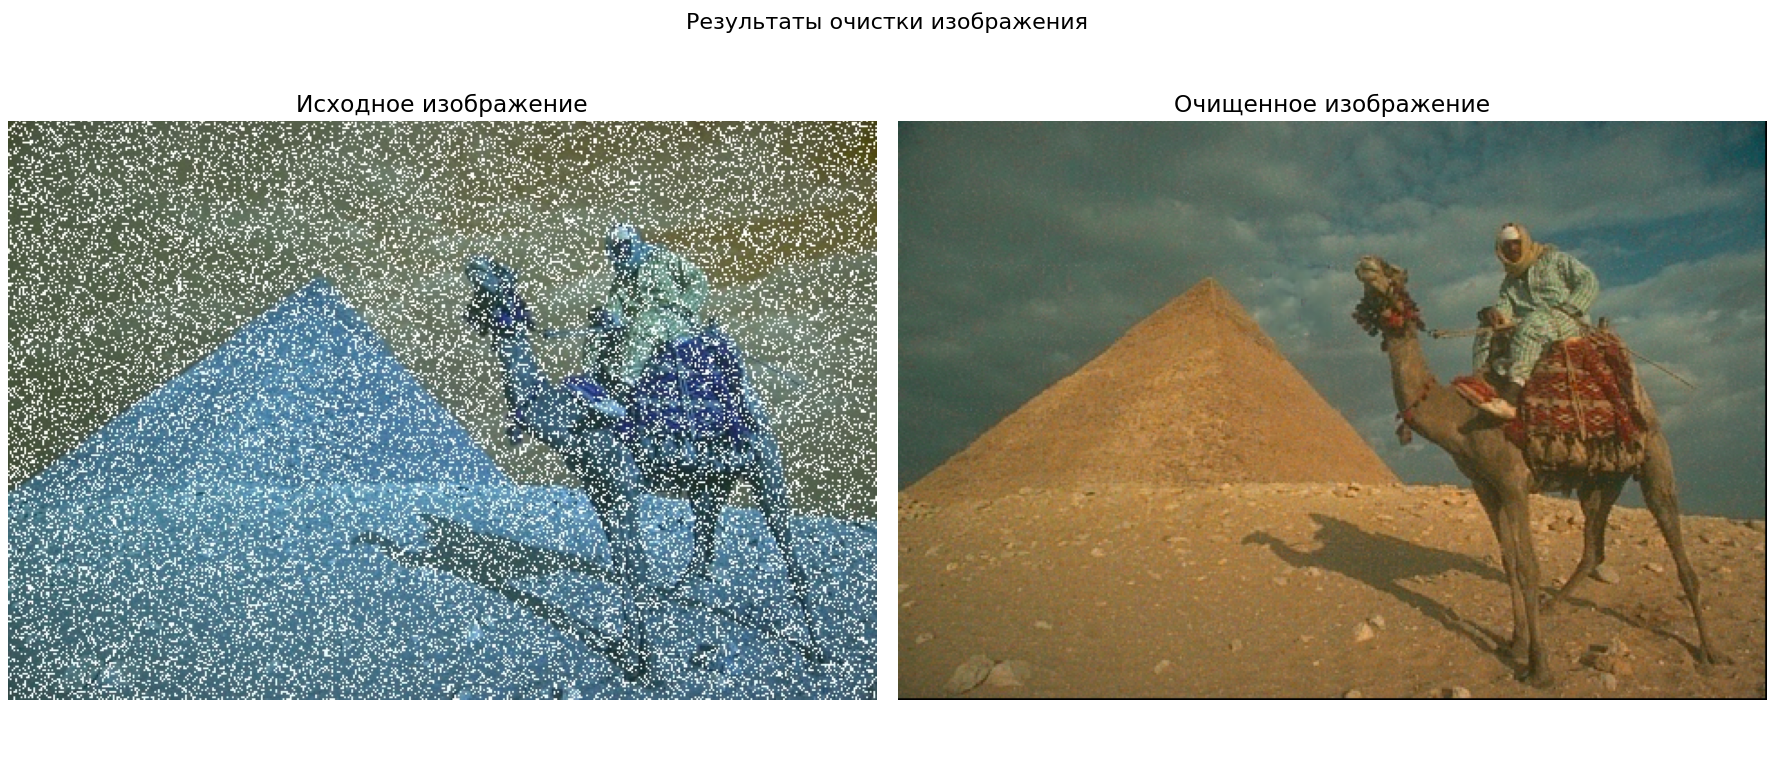 Результаты очистки изображения
Исходное изображение
Очищенное изображение